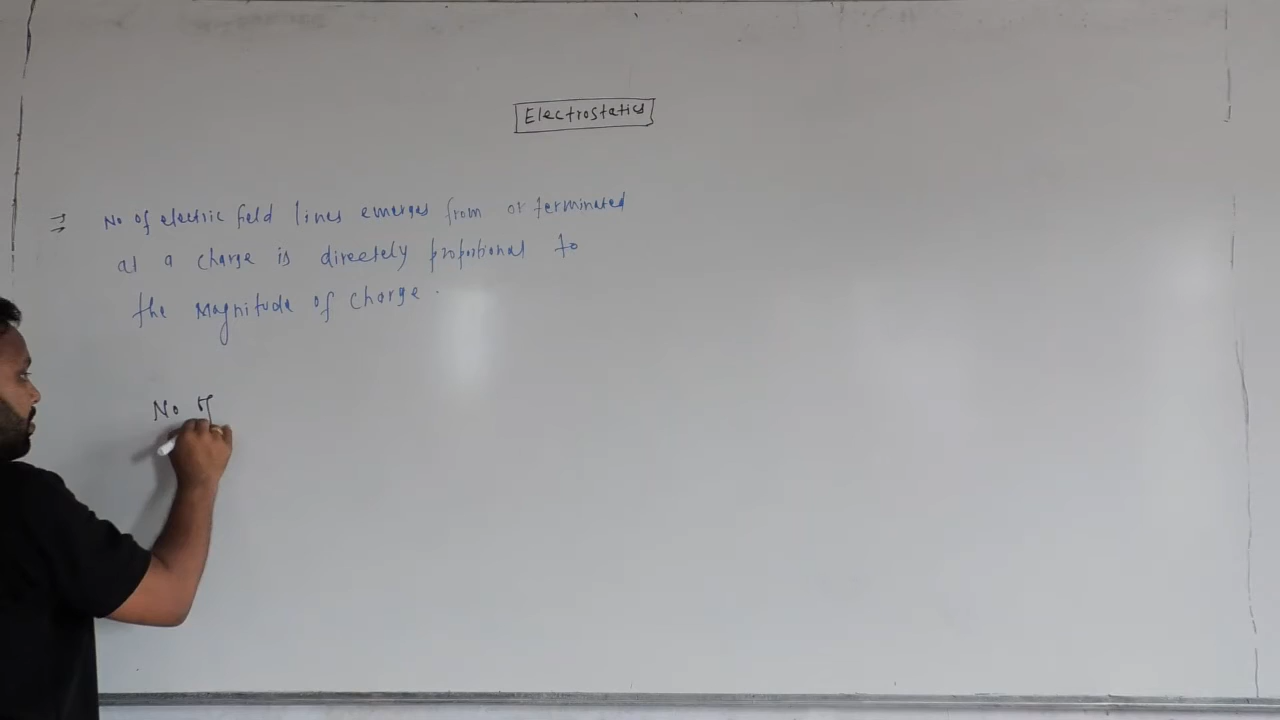 Electrostatics
⇒ No of electric field lines emerges from or terminated
at a charge is directely proportional to
the Magnitude of charge.
No of